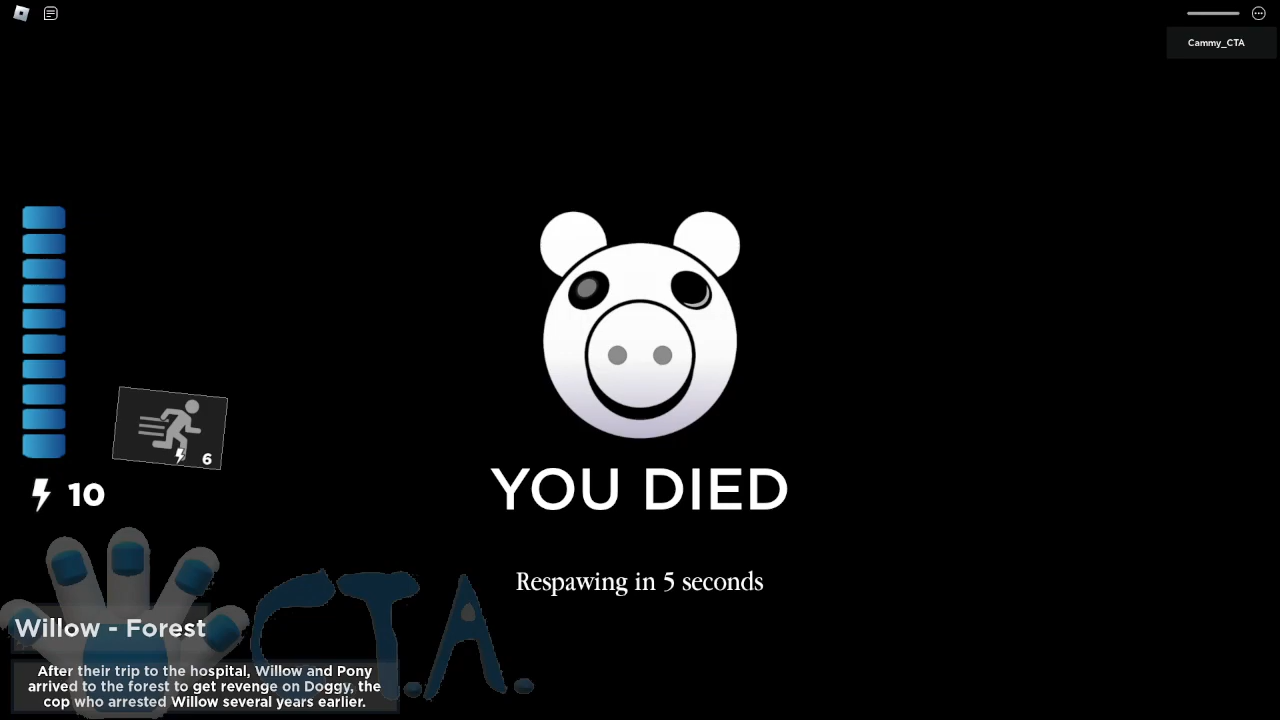 Cammy_CTA
6
10
YOU DIED
Respawing in 5 seconds
C.T.A.
Willow - Forest
After their trip to the hospital, Willow and Pony
arrived to the forest to get revenge on Doggy, the
cop who arrested Willow several years earlier.